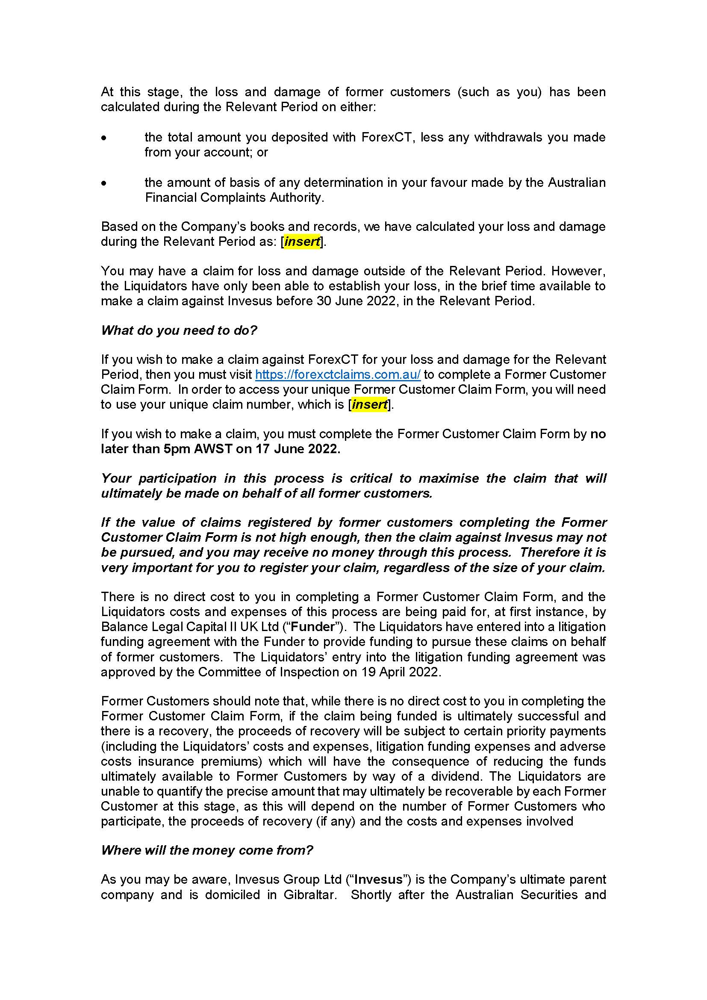 At this stage, the loss and damage of former customers (such as you) has been
calculated during the Relevant Period on either:
• the total amount you deposited with ForexCT, less any withdrawals you made
from your account; or
• the amount of basis of any determination in your favour made by the Australian
Financial Complaints Authority.
Based on the Company’s books and records, we have calculated your loss and damage
during the Relevant Period as: [insert].
You may have a claim for loss and damage outside of the Relevant Period. However,
the Liquidators have only been able to establish your loss, in the brief time available to
make a claim against Invesus before 30 June 2022, in the Relevant Period.
What do you need to do?
If you wish to make a claim against ForexCT for your loss and damage for the Relevant
Period, then you must visit https://forexctclaims.com.au/ to complete a Former Customer
Claim Form. In order to access your unique Former Customer Claim Form, you will need
to use your unique claim number, which is [insert].
If you wish to make a claim, you must complete the Former Customer Claim Form by no
later than 5pm AWST on 17 June 2022.
Your participation in this process is critical to maximise the claim that will
ultimately be made on behalf of all former customers.
If the value of claims registered by former customers completing the Former
Customer Claim Form is not high enough, then the claim against Invesus may not
be pursued, and you may receive no money through this process. Therefore it is
very important for you to register your claim, regardless of the size of your claim.
There is no direct cost to you in completing a Former Customer Claim Form, and the
Liquidators costs and expenses of this process are being paid for, at first instance, by
Balance Legal Capital II UK Ltd (“Funder”). The Liquidators have entered into a litigation
funding agreement with the Funder to provide funding to pursue these claims on behalf
of former customers. The Liquidators’ entry into the litigation funding agreement was
approved by the Committee of Inspection on 19 April 2022.
Former Customers should note that, while there is no direct cost to you in completing the
Former Customer Claim Form, if the claim being funded is ultimately successful and
there is a recovery, the proceeds of recovery will be subject to certain priority payments
(including the Liquidators’ costs and expenses, litigation funding expenses and adverse
costs insurance premiums) which will have the consequence of reducing the funds
ultimately available to Former Customers by way of a dividend. The Liquidators are
unable to quantify the precise amount that may ultimately be recoverable by each Former
Customer at this stage, as this will depend on the number of Former Customers who
participate, the proceeds of recovery (if any) and the costs and expenses involved
Where will the money come from?
As you may be aware, Invesus Group Ltd (“Invesus”) is the Company’s ultimate parent
company and is domiciled in Gibraltar. Shortly after the Australian Securities and